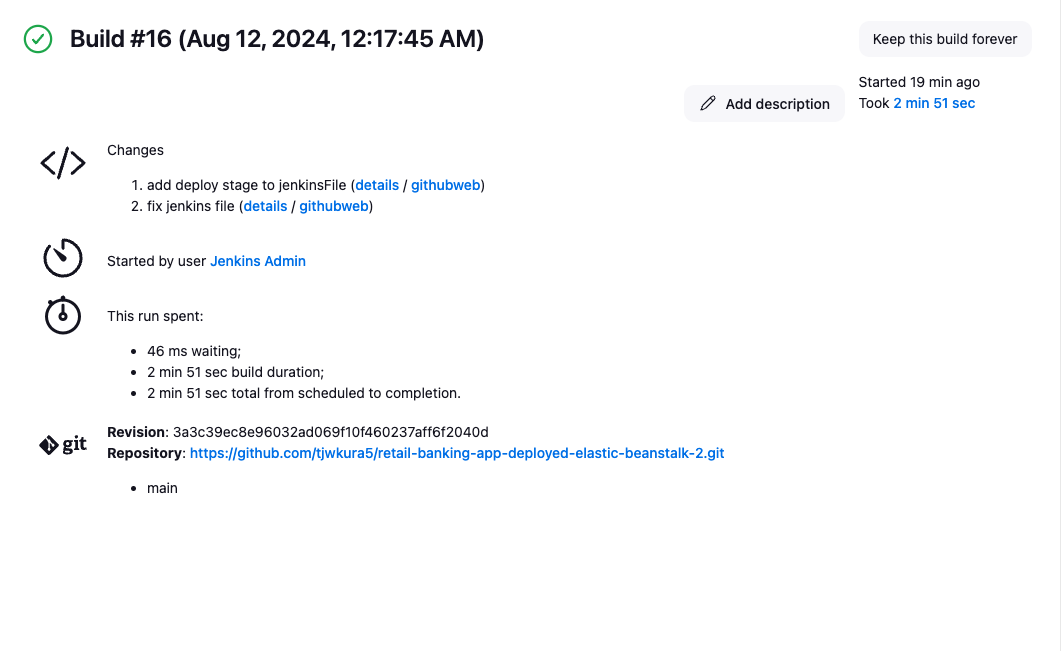 Build #16 (Aug 12, 2024, 12:17:45 AM)
Keep this build forever
Started 19 min ago
Took 2 min 51 sec
Add description
Changes
1. add deploy stage to jenkinsFile (details / githubweb)
2. fix jenkins file (details / githubweb)
Started by user Jenkins Admin
This run spent:
• 46 ms waiting;
• 2 min 51 sec build duration;
• 2 min 51 sec total from scheduled to completion.
git
Revision: 3a3c39ec8e96032ad069f10f460237aff6f2040d
Repository: https://github.com/tjwkura5/retail-banking-app-deployed-elastic-beanstalk-2.git
• main